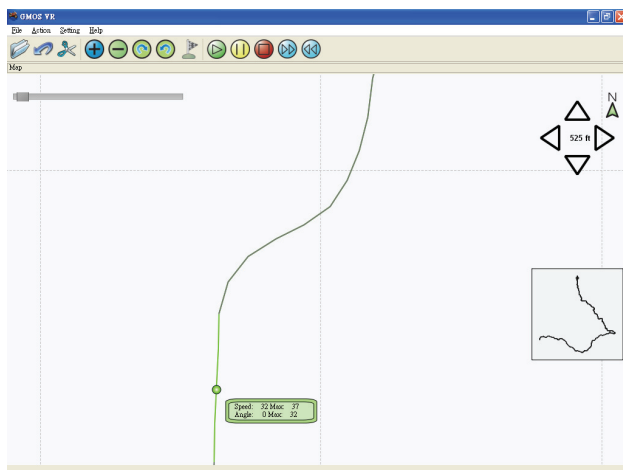 GMOS VR
File Action Setting Help
Map
N
525 ft
Speed: 32 Max: 37
Angle: 0 Max: 32